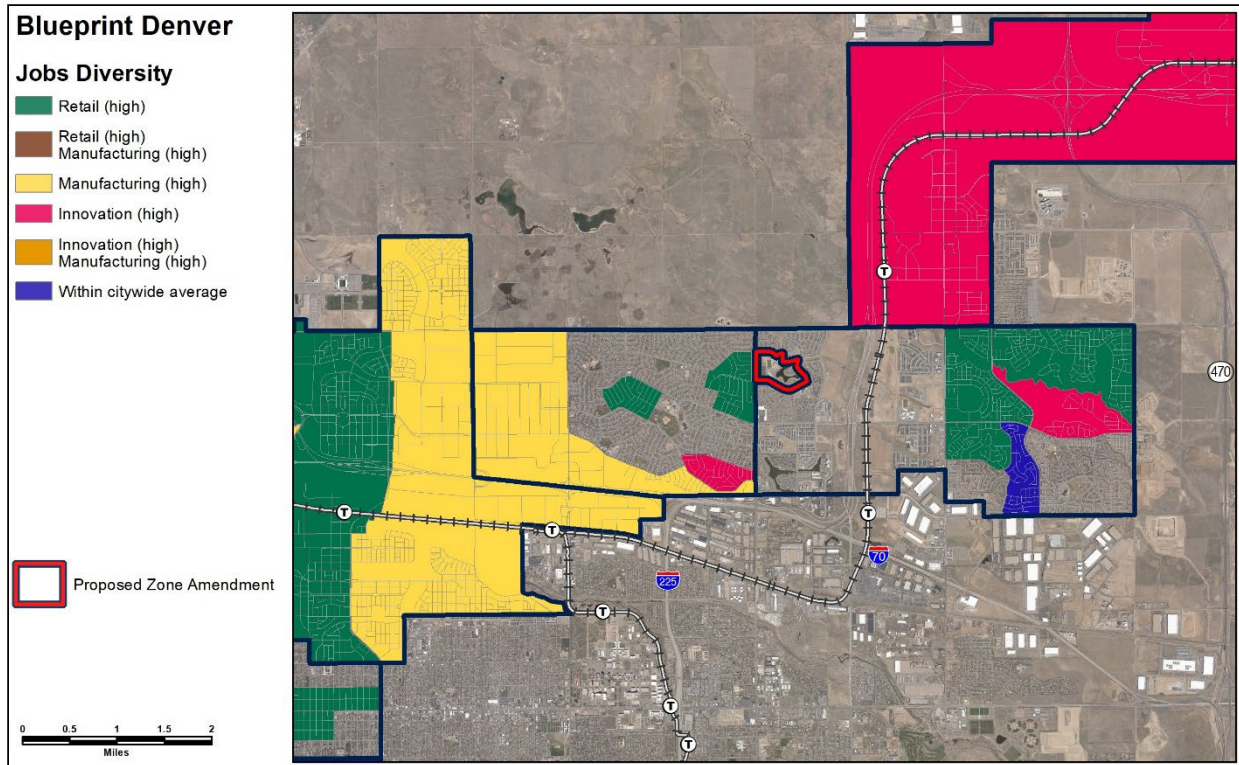 Blueprint Denver
Jobs Diversity
Retail (high)
Retail (high)
Manufacturing (high)
Manufacturing (high)
Innovation (high)
Innovation (high)
Manufacturing (high)
Within citywide average
Proposed Zone Amendment
0 0.5 1 1.5 2
Miles
T
470
T
T
T
70
225
T
T
T